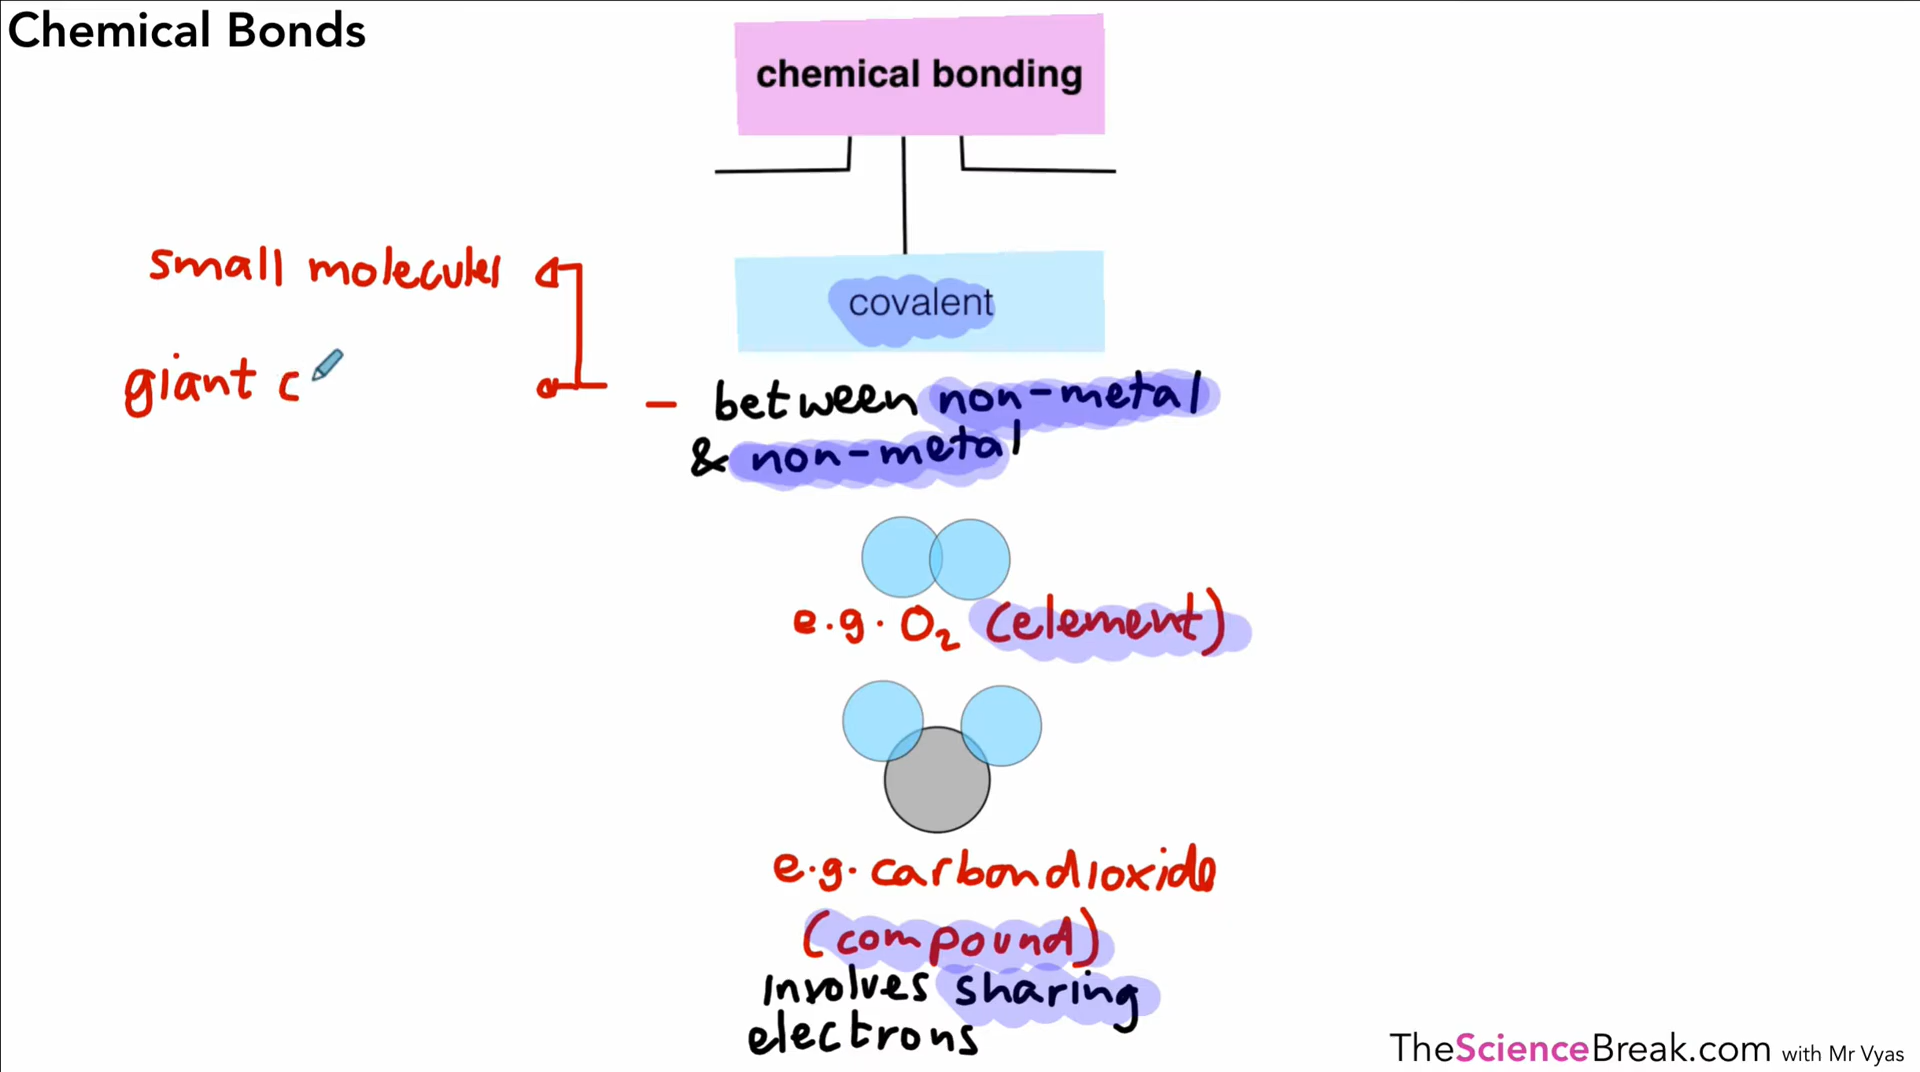 Chemical Bonds
chemical bonding
covalent
small molecules
giant c
- between non-metal
& non-metal
e.g. O₂ (element)
e.g. carbondioxide
(compound)
involves sharing
electrons
TheScienceBreak.com with Mr Vyas